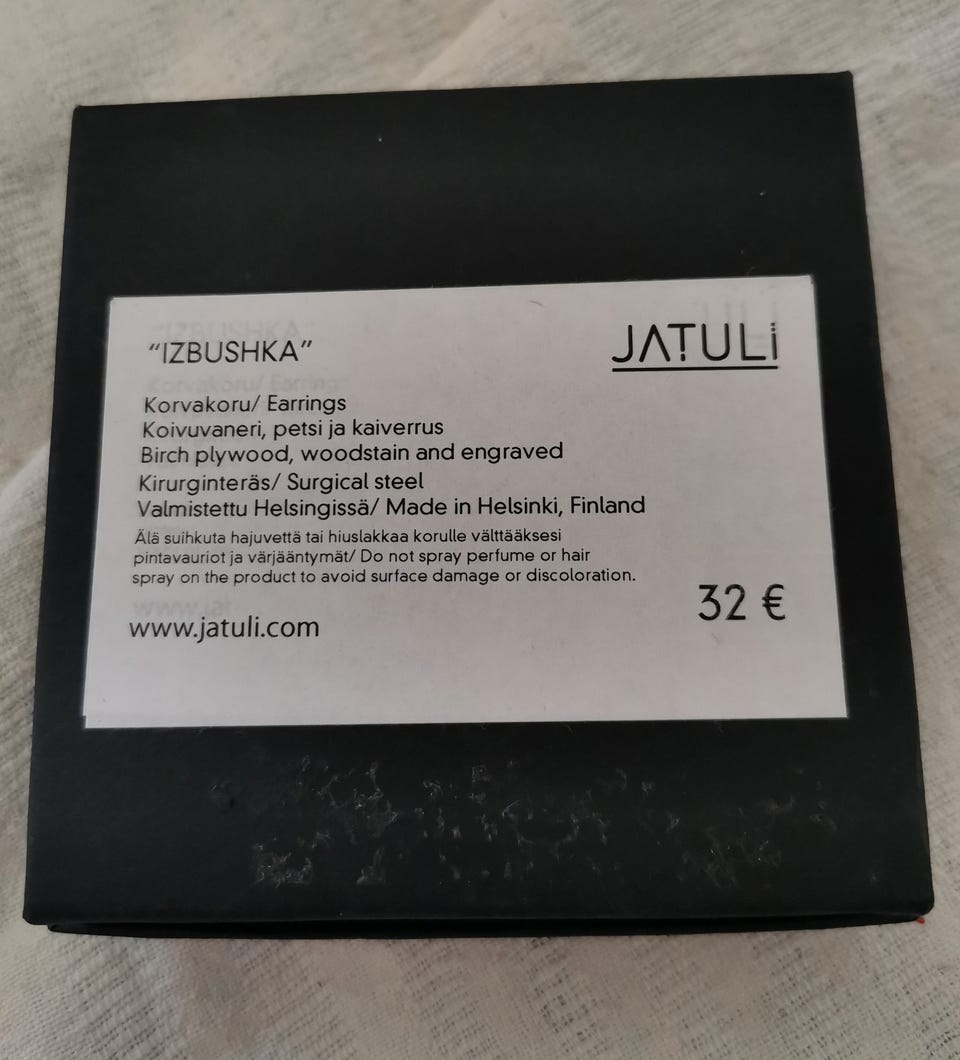 "IZBUSHKA"
JATULi
Korvakoru/ Earrings
Koivuvaneri, petsi ja kaiverrus
Birch plywood, woodstain and engraved
Kirurginteräs/ Surgical steel
Valmistettu Helsingissä/ Made in Helsinki, Finland
Älä suihkuta hajuvettä tai hiuslakkaa korulle välttääksesi
pintavauriot ja värjääntymät/ Do not spray perfume or hair
spray on the product to avoid surface damage or discoloration.
32 €
www.jatuli.com